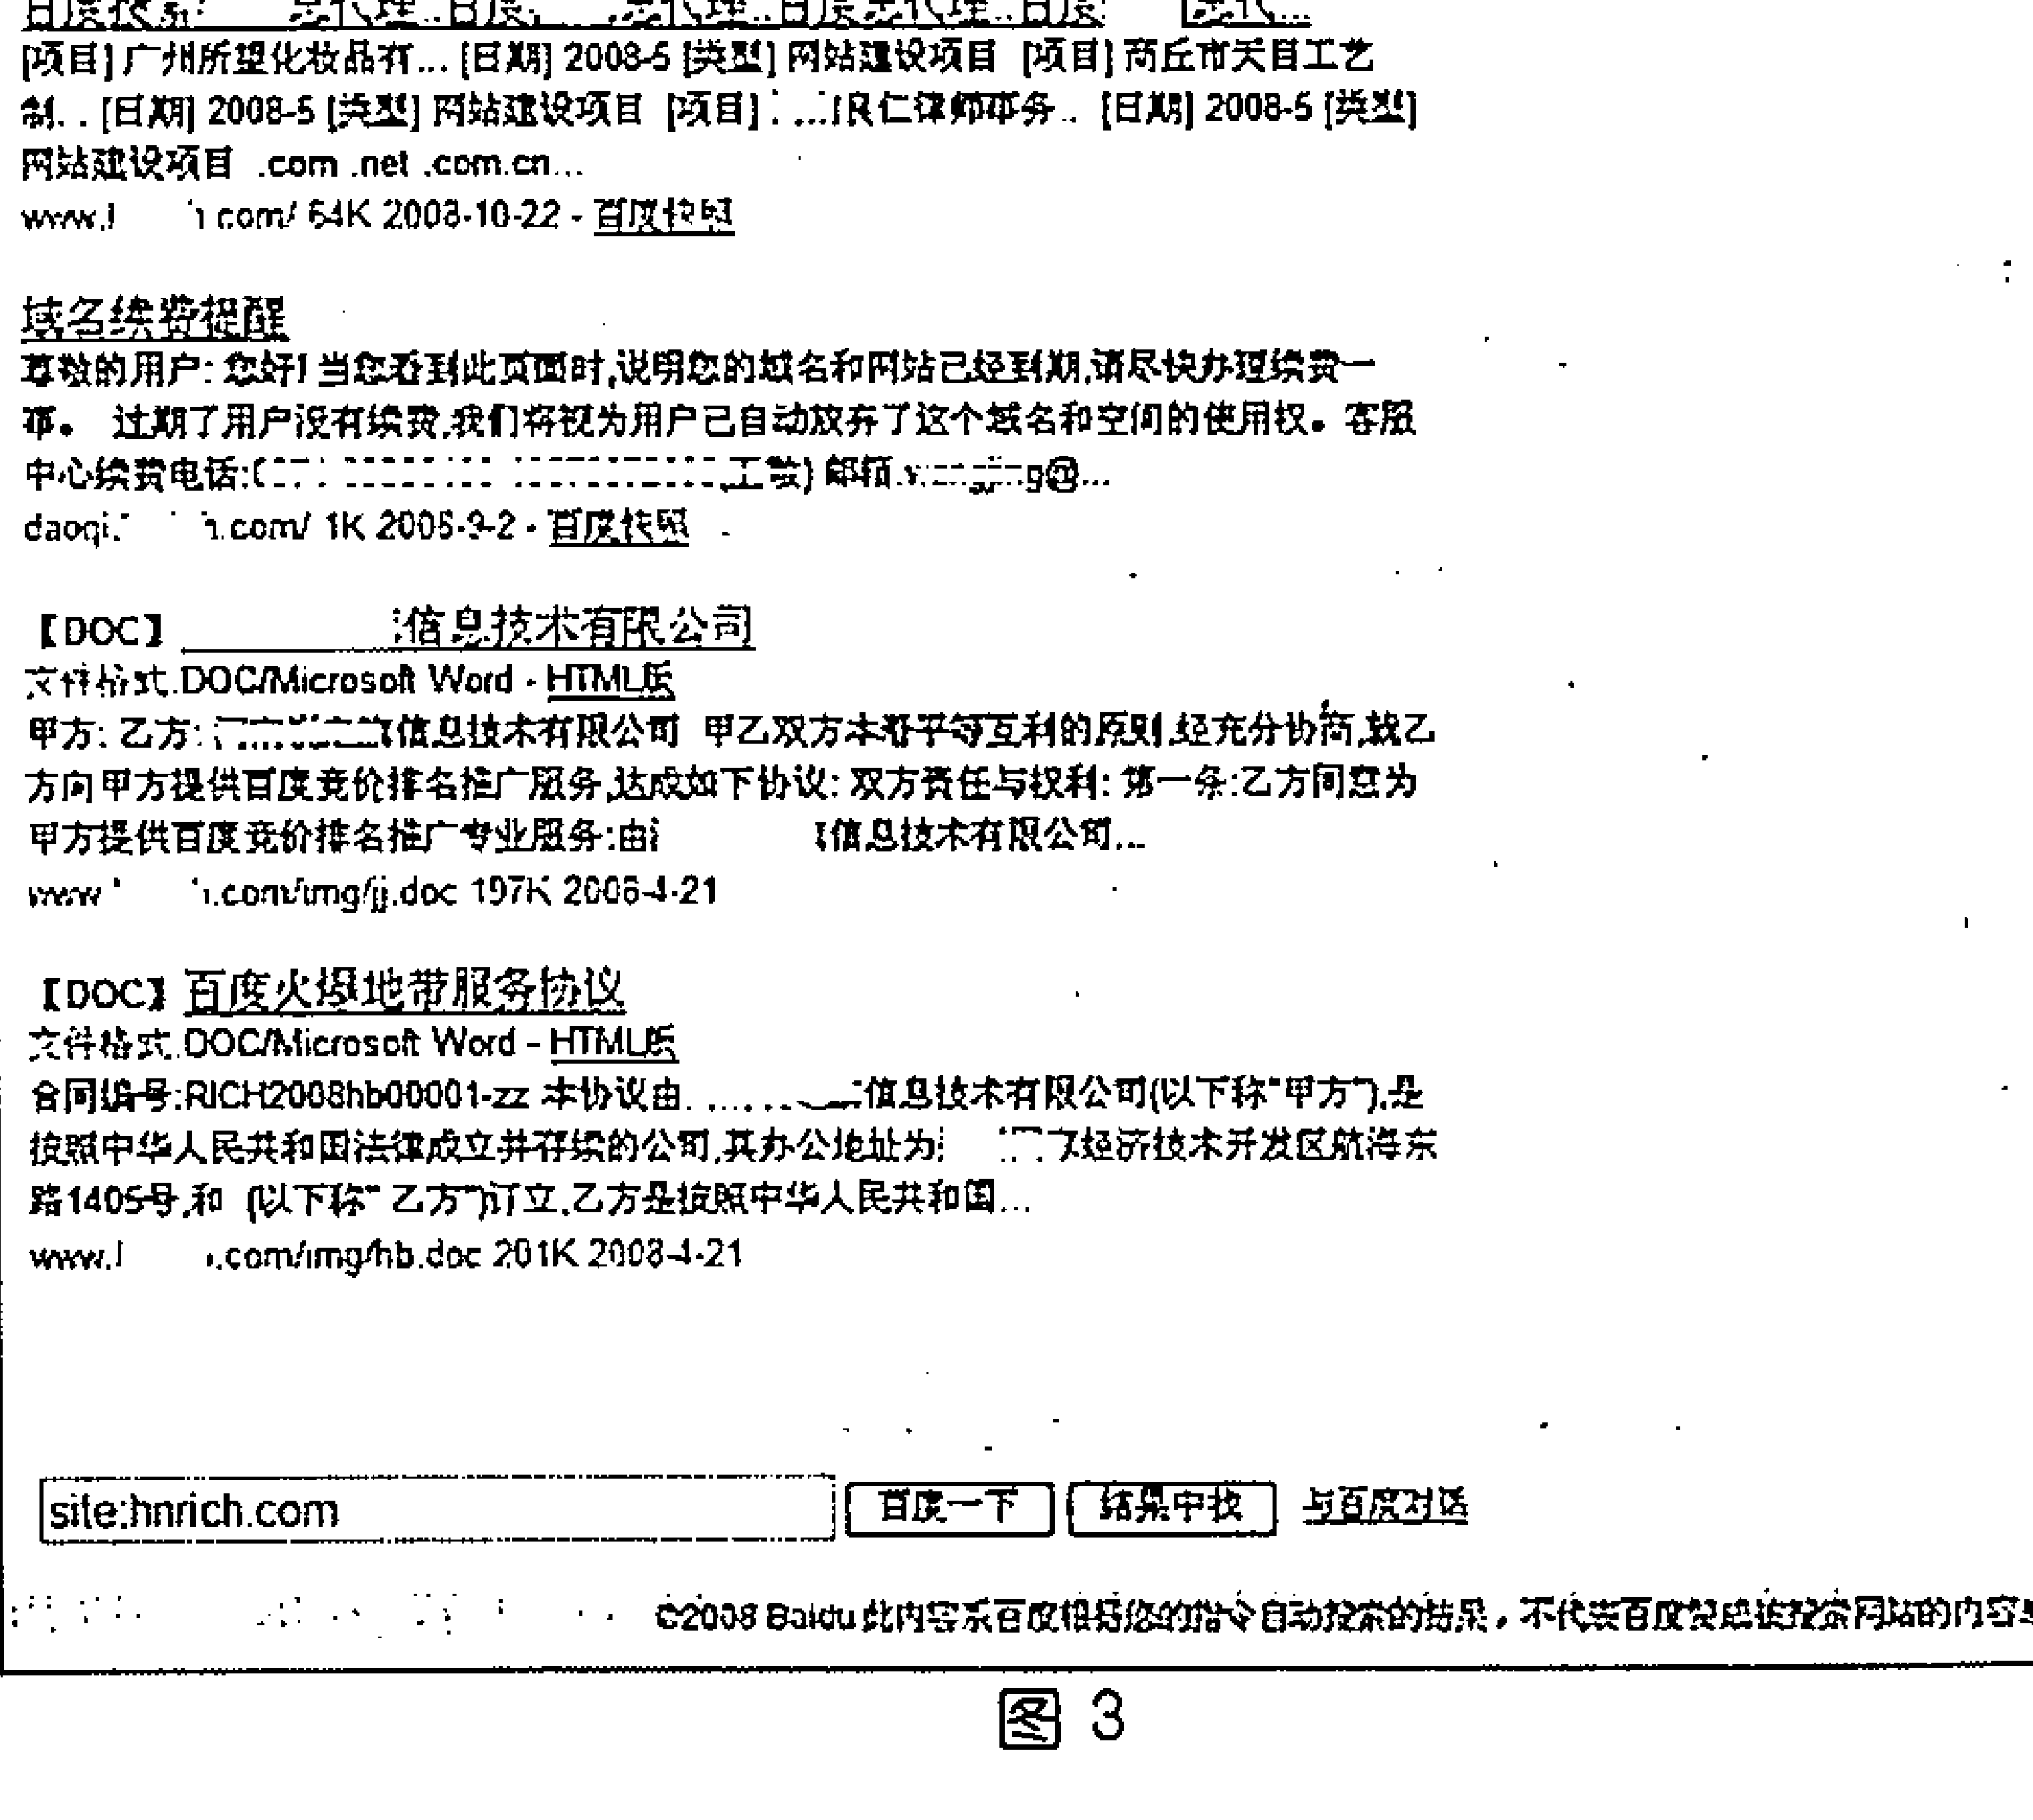 [项目] 广州所望化妆品有... [日期] 2008-5 [类型] 网站建设项目 [项目] 商丘市天目工艺
制... [日期] 2008-5 [类型] 网站建设项目 [项目] 良仁律师事务... [日期] 2008-5 [类型]
网站建设项目 .com .net .com.cn...
www. com/ 64K 2008-10-22 - 百度快照
域名续费提醒
尊敬的用户: 您好! 当您看到此页面时,说明您的域名和网站已经到期,请尽快办理续费一
事。 过期了用户没有续费,我们将视为用户已自动放弃了这个域名和空间的使用权。客服
中心续费电话:( 邮箱 g@...
daoqi. .com/ 1K - 百度快照
【DOC】 信息技术有限公司
文件格式:DOC/Microsoft Word - HTML版
甲方: 乙方: 信息技术有限公司 甲乙双方本着平等互利的原则,经充分协商,就乙
方向甲方提供百度竞价排名推广服务,达成如下协议: 双方责任与权利: 第一条:乙方同意为
甲方提供百度竞价排名推广专业服务:由 信息技术有限公司...
www .com/img/jj.doc 197K 2008-4-21
【DOC】百度火爆地带服务协议
文件格式:DOC/Microsoft Word - HTML版
合同编号:RICH2008hb00001-zz 本协议由 信息技术有限公司(以下称"甲方"),是
按照中华人民共和国法律成立并存续的公司,其办公地址为 经济技术开发区航海东
路1405号,和 (以下称" 乙方")订立,乙方是按照中华人民共和国...
www. .com/img/hb.doc 201K 2008-4-21
site:hnrich.com 百度一下 结果中找 与百度对话
©2008 Baidu 此内容系百度根据您的指令自动搜索的结果，不代表百度赞成被搜索网站的内容
图 3